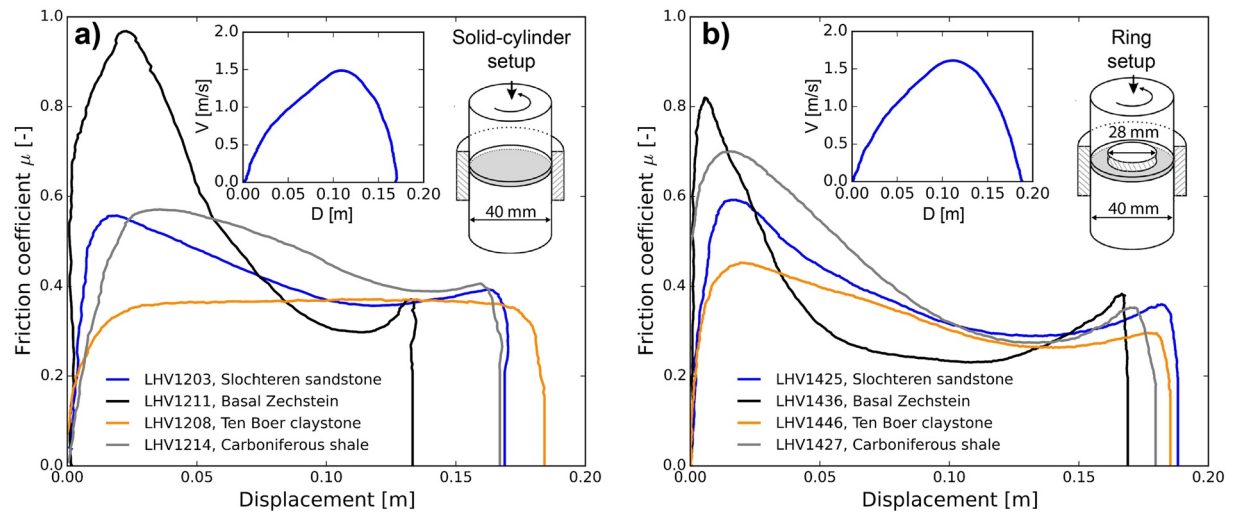 a)
Friction coefficient μ [-]
1.0
0.8
0.6
0.4
0.2
0.0
0.00
0.05
0.10
0.15
0.20
Displacement [m]
V [m/s]
2.0
1.5
1.0
0.5
0.0
0.00
0.05
0.10
0.15
0.20
D [m]
Solid-cylinder
setup
40 mm
LHV1203, Slochteren sandstone
LHV1211, Basal Zechstein
LHV1208, Ten Boer claystone
LHV1214, Carboniferous shale
b)
Friction coefficient μ [-]
1.0
0.8
0.6
0.4
0.2
0.0
0.00
0.05
0.10
0.15
0.20
Displacement [m]
V [m/s]
2.0
1.5
1.0
0.5
0.0
0.00
0.05
0.10
0.15
0.20
D [m]
Ring
setup
28 mm
40 mm
LHV1425, Slochteren sandstone
LHV1436, Basal Zechstein
LHV1446, Ten Boer claystone
LHV1427, Carboniferous shale